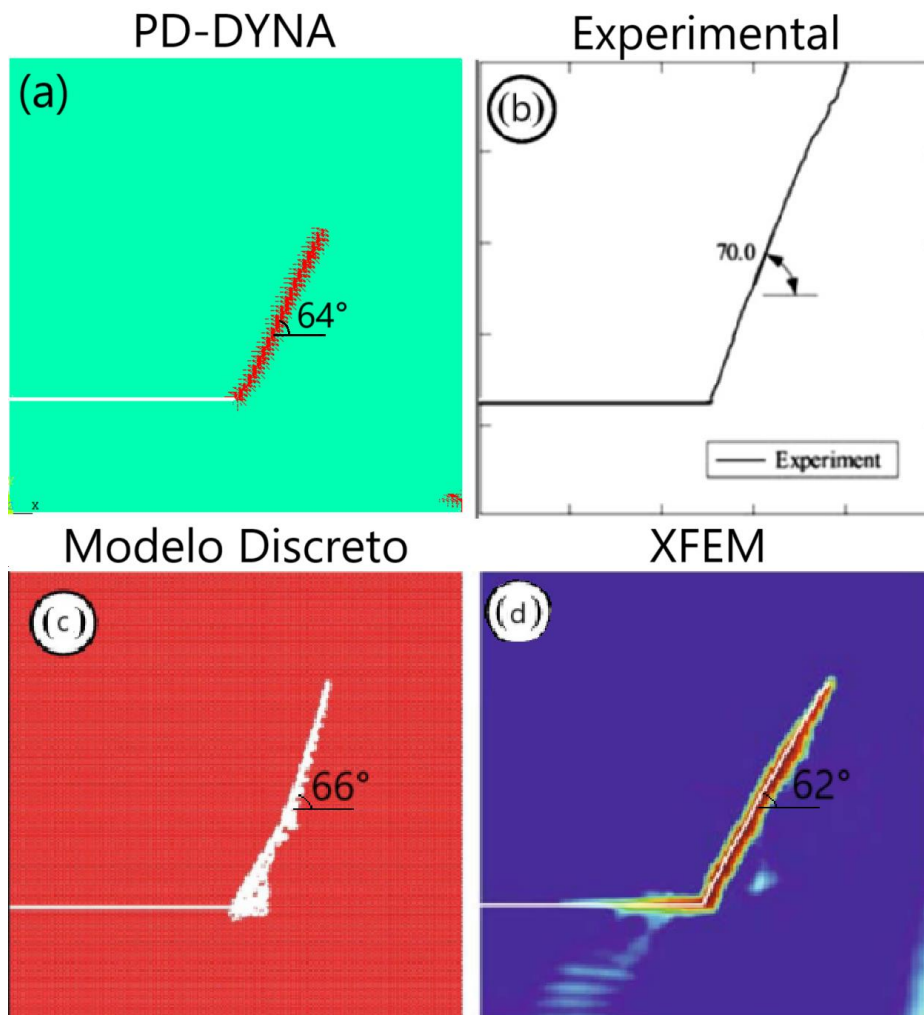 PD-DYNA
Experimental
(a)
64°
x
(b)
70.0
Experiment
Modelo Discreto
XFEM
(c)
66°
(d)
62°